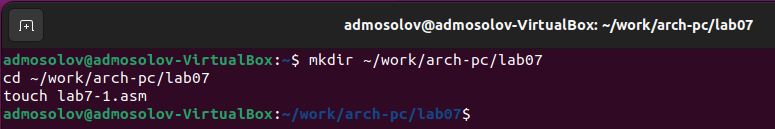 admosolov@admosolov-VirtualBox: ~/work/arch-pc/lab07
admosolov@admosolov-VirtualBox:~$ mkdir ~/work/arch-pc/lab07
cd ~/work/arch-pc/lab07
touch lab7-1.asm
admosolov@admosolov-VirtualBox:~/work/arch-pc/lab07$